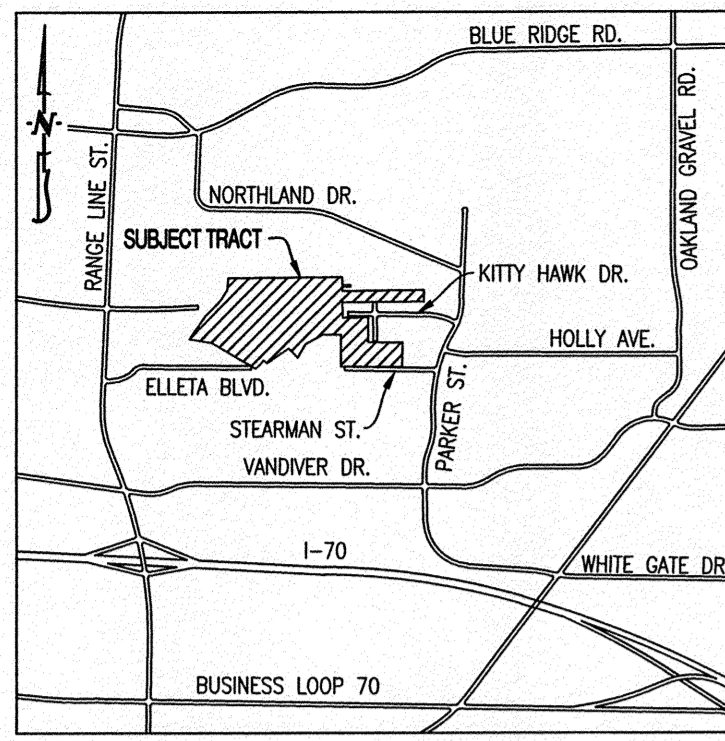 BLUE RIDGE RD.
N
RANGE LINE ST.
OAKLAND GRAVEL RD.
NORTHLAND DR.
SUBJECT TRACT
KITTY HAWK DR.
HOLLY AVE.
ELLETA BLVD.
PARKER ST.
STEARMAN ST.
VANDIVER DR.
I-70
WHITE GATE DR
BUSINESS LOOP 70